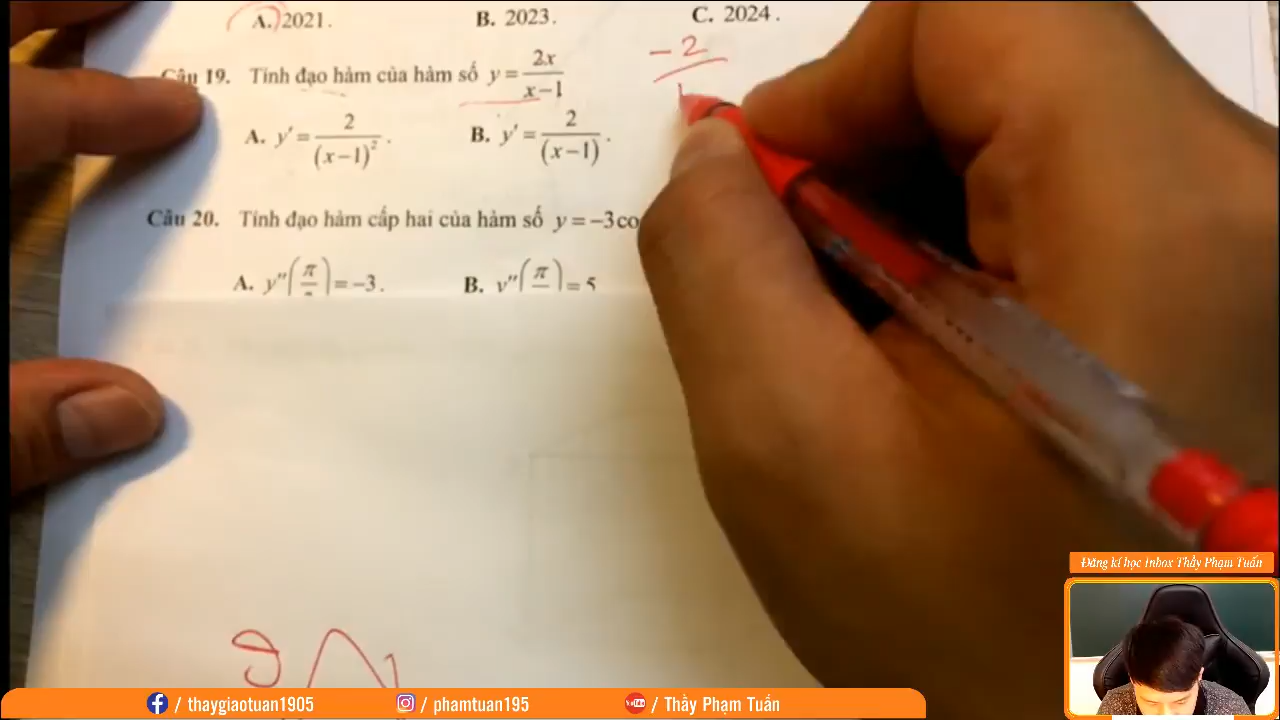 A. 2021. B. 2023. C. 2024.
-2
Câu 19. Tính đạo hàm của hàm số y = 2x / x-1
A. y' = 2 / (x-1)². B. y' = 2 / (x-1).
Câu 20. Tính đạo hàm cấp hai của hàm số y = -3co
A. y''(π = -3. B. y''(π = 5
Đăng kí học Inbox Thầy Phạm Tuấn
/ thaygiaotuan1905 / phamtuan195 / Thầy Phạm Tuấn